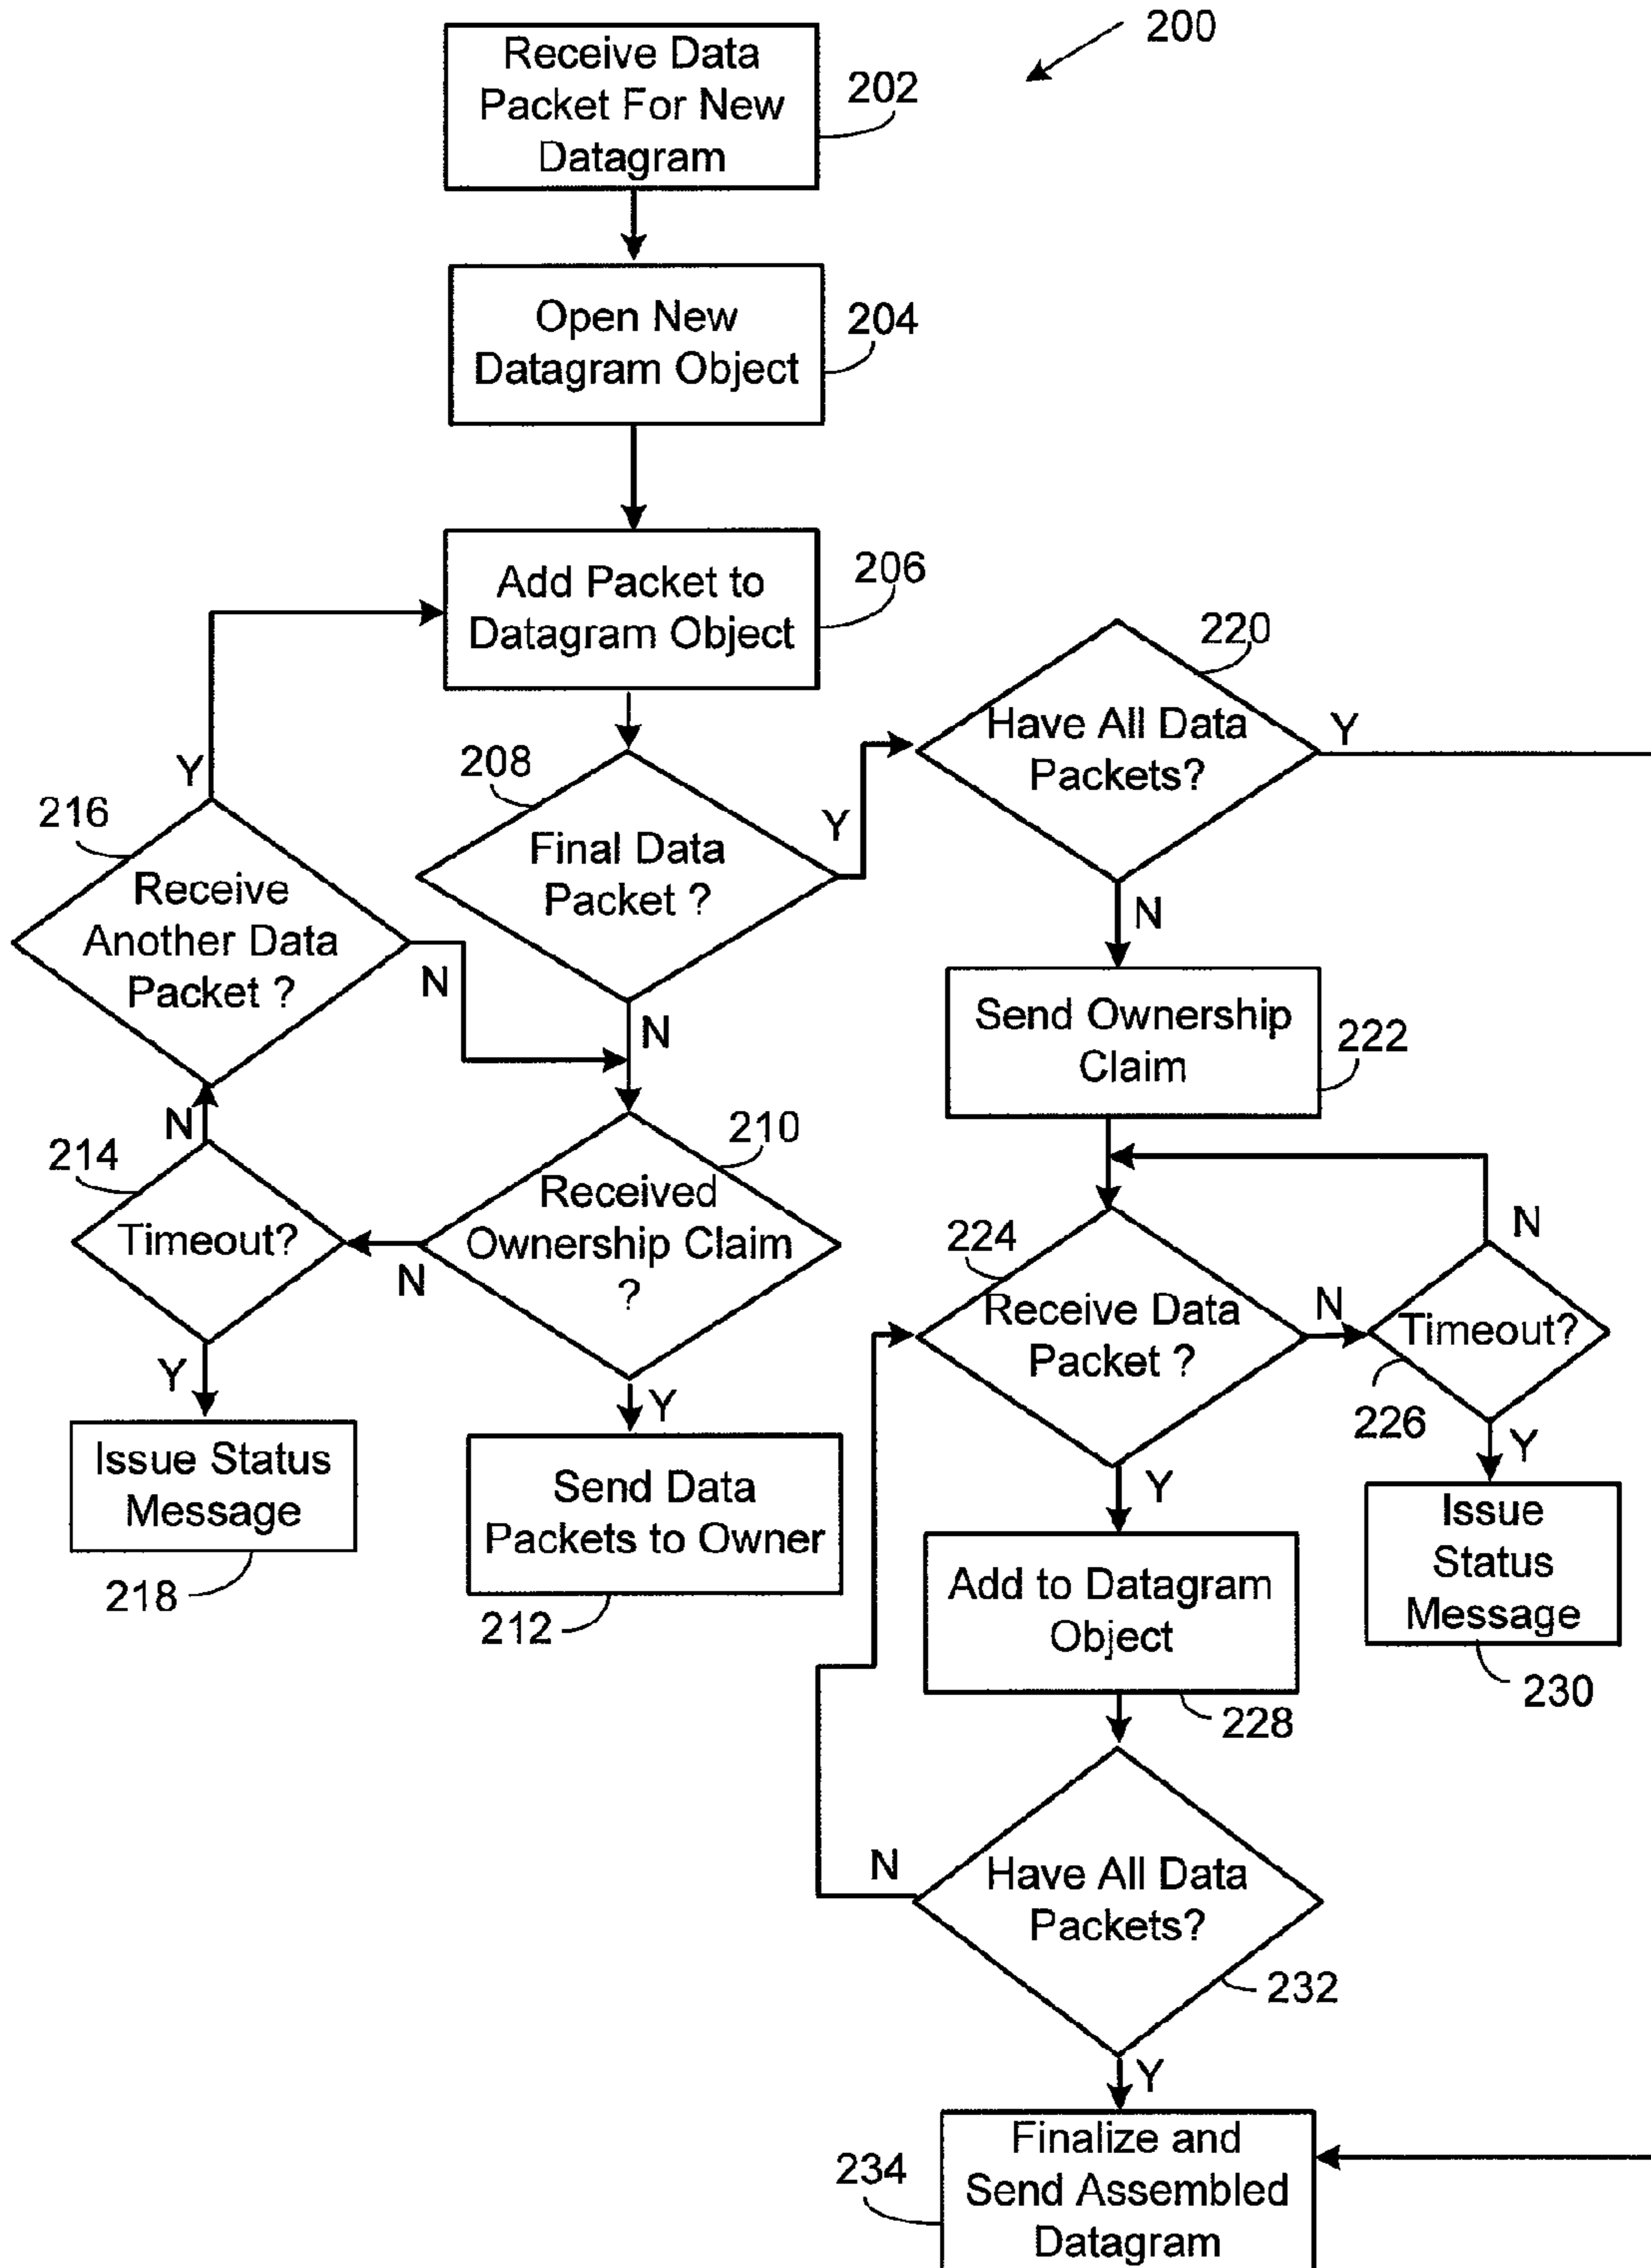 200
Receive Data
Packet For New
Datagram
202
Open New
Datagram Object
204
Add Packet to
Datagram Object
206
220
Have All Data
Packets?
Y
N
208
Final Data
Packet ?
Y
N
216
Receive
Another Data
Packet ?
Y
N
Send Ownership
Claim
222
214
Timeout?
N
Y
210
Received
Ownership Claim
?
N
Y
224
Receive Data
Packet ?
N
Y
Timeout?
N
226
Y
Issue Status
Message
218
Send Data
Packets to Owner
212
Add to Datagram
Object
228
Issue
Status
Message
230
Have All Data
Packets?
N
232
Y
Finalize and
Send Assembled
Datagram
234